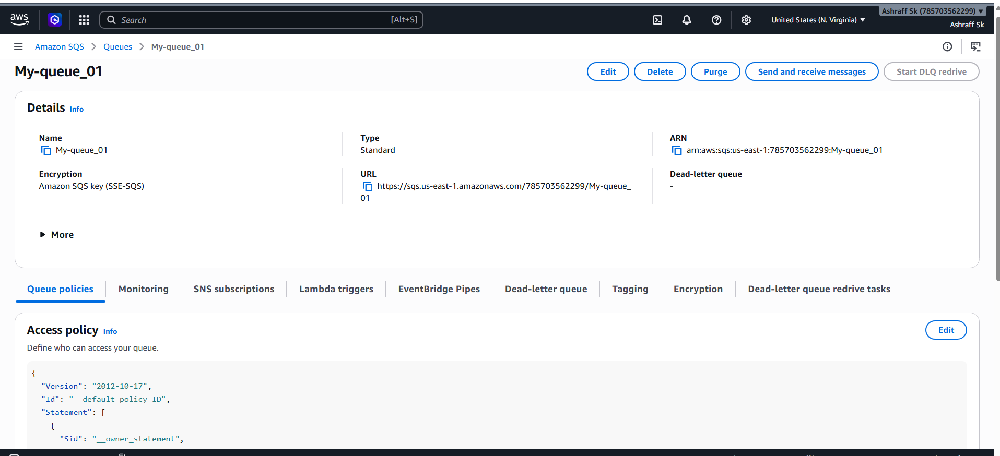 aws
Search [Alt+S]
United States (N. Virginia)
Ashraff Sk (785703562299)
Ashraff Sk
Amazon SQS > Queues > My-queue_01
My-queue_01
Edit
Delete
Purge
Send and receive messages
Start DLQ redrive
Details Info
Name
My-queue_01
Type
Standard
ARN
arn:aws:sqs:us-east-1:785703562299:My-queue_01
Encryption
Amazon SQS key (SSE-SQS)
URL
https://sqs.us-east-1.amazonaws.com/785703562299/My-queue_
01
Dead-letter queue
-
More
Queue policies
Monitoring
SNS subscriptions
Lambda triggers
EventBridge Pipes
Dead-letter queue
Tagging
Encryption
Dead-letter queue redrive tasks
Access policy Info
Edit
Define who can access your queue.
{
"Version": "2012-10-17",
"Id": "__default_policy_ID",
"Statement": [
{
"Sid": "__owner_statement",